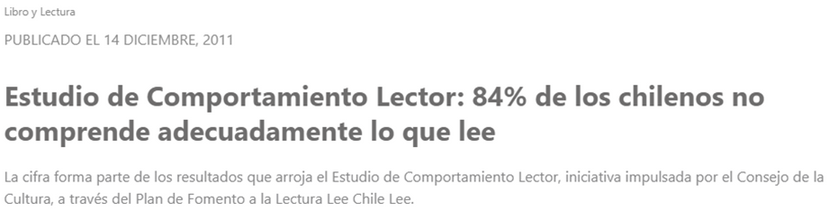 Libro y Lectura
PUBLICADO EL 14 DICIEMBRE, 2011
Estudio de Comportamiento Lector: 84% de los chilenos no
comprende adecuadamente lo que lee
La cifra forma parte de los resultados que arroja el Estudio de Comportamiento Lector, iniciativa impulsada por el Consejo de la
Cultura, a través del Plan de Fomento a la Lectura Lee Chile Lee.